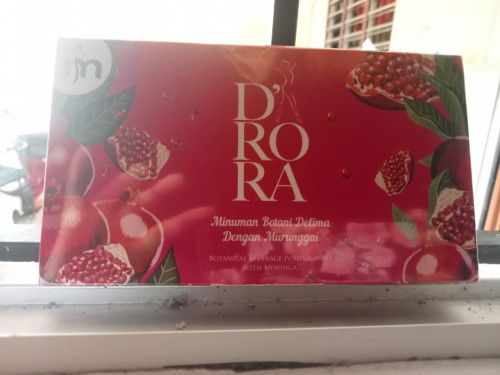 D'
RO
RA
Minuman Botani Delima
Dengan Murunggai
Botanical Beverage Pomegranate
with Moringa